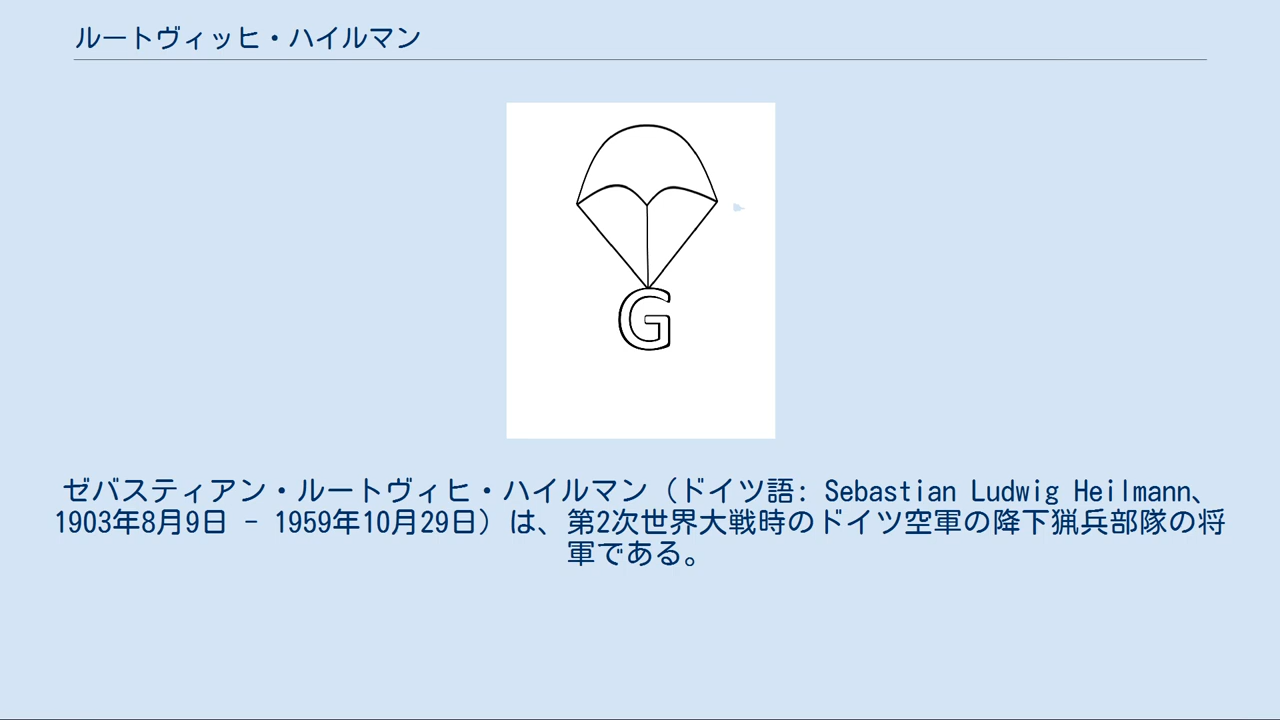 ルートヴィッヒ・ハイルマン
G
ゼバスティアン・ルートヴィヒ・ハイルマン（ドイツ語: Sebastian Ludwig Heilmann、
1903年8月9日 - 1959年10月29日）は、第2次世界大戦時のドイツ空軍の降下猟兵部隊の将
軍である。